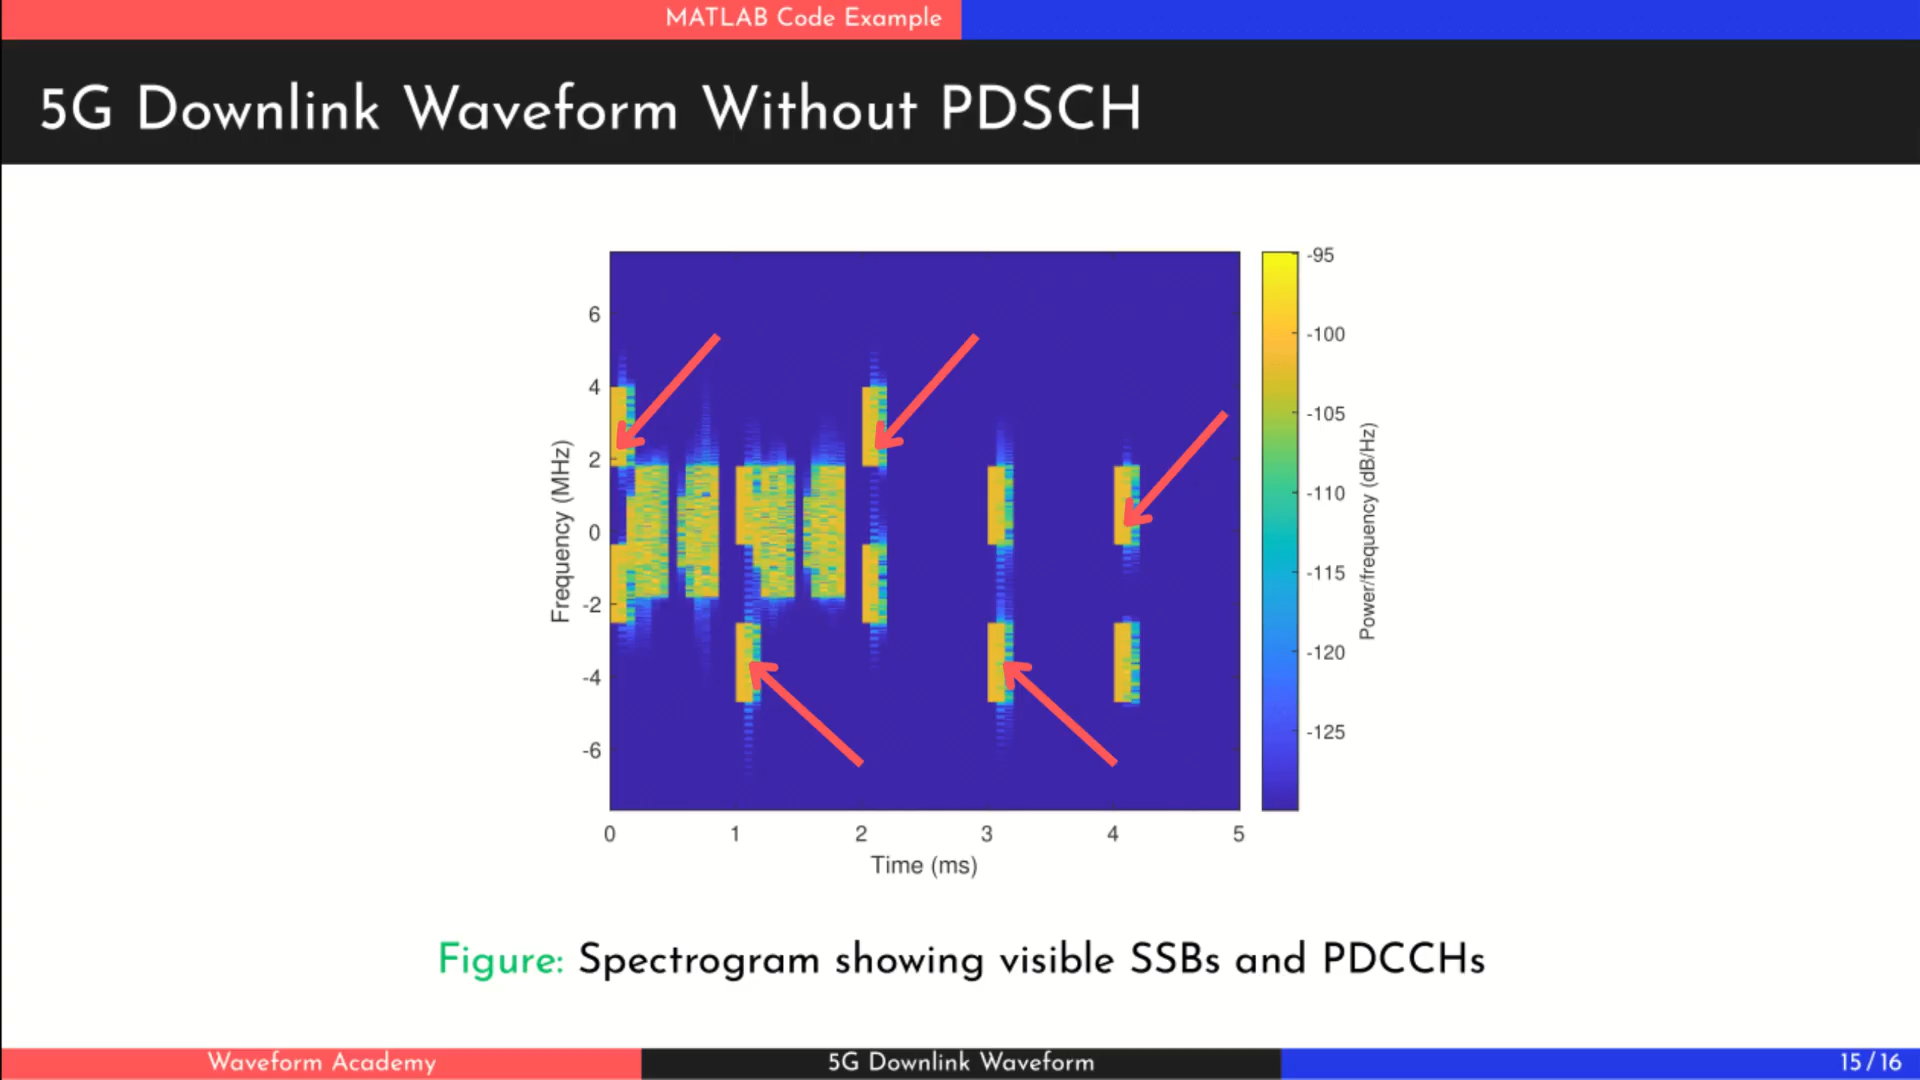 MATLAB Code Example
5G Downlink Waveform Without PDSCH
6
4
2
0
-2
-4
-6
Frequency (MHz)
0 1 2 3 4 5
Time (ms)
-95
-100
-105
-110
-115
-120
-125
Power/frequency (dB/Hz)
Figure: Spectrogram showing visible SSBs and PDCCHs
Waveform Academy
5G Downlink Waveform
15 / 16